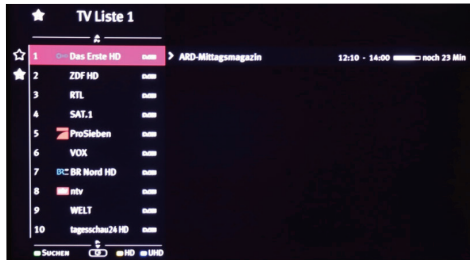 TV Liste 1
1 Das Erste HD > ARD-Mittagsmagazin 12:10 - 14:00 noch 23 Min
2 ZDF HD
3 RTL
4 SAT.1
5 ProSieben
6 VOX
7 BR BR Nord HD
8 ntv
9 WELT
10 tagesschau24 HD
SUCHEN HD UHD